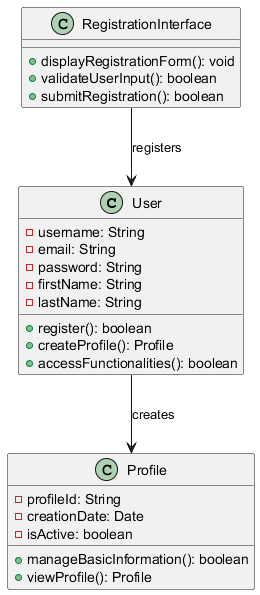 C RegistrationInterface
displayRegistrationForm(): void
validateUserInput(): boolean
submitRegistration(): boolean
registers
C User
username: String
email: String
password: String
firstName: String
lastName: String
register(): boolean
createProfile(): Profile
accessFunctionalities(): boolean
creates
C Profile
profileId: String
creationDate: Date
isActive: boolean
manageBasicInformation(): boolean
viewProfile(): Profile